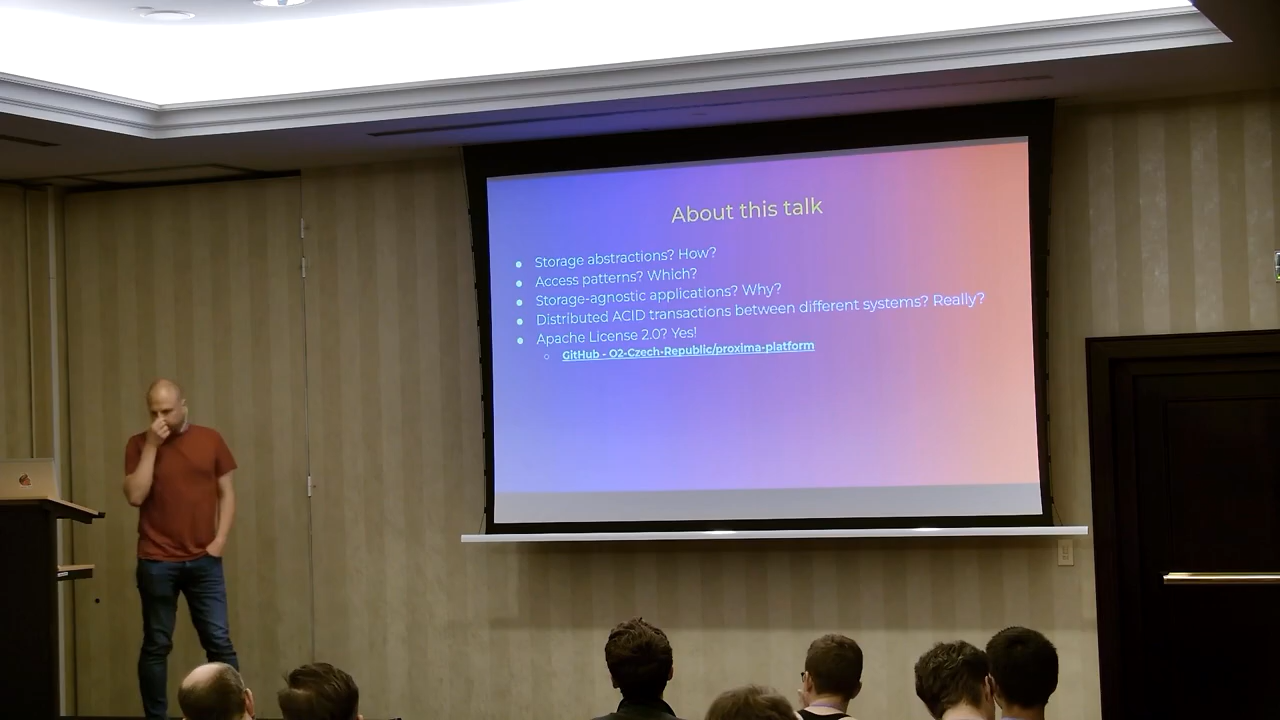 About this talk
● Storage abstractions? How?
● Access patterns? Which?
● Storage-agnostic applications? Why?
● Distributed ACID transactions between different systems? Really?
● Apache License 2.0? Yes!
○ GitHub - O2-Czech-Republic/proxima-platform